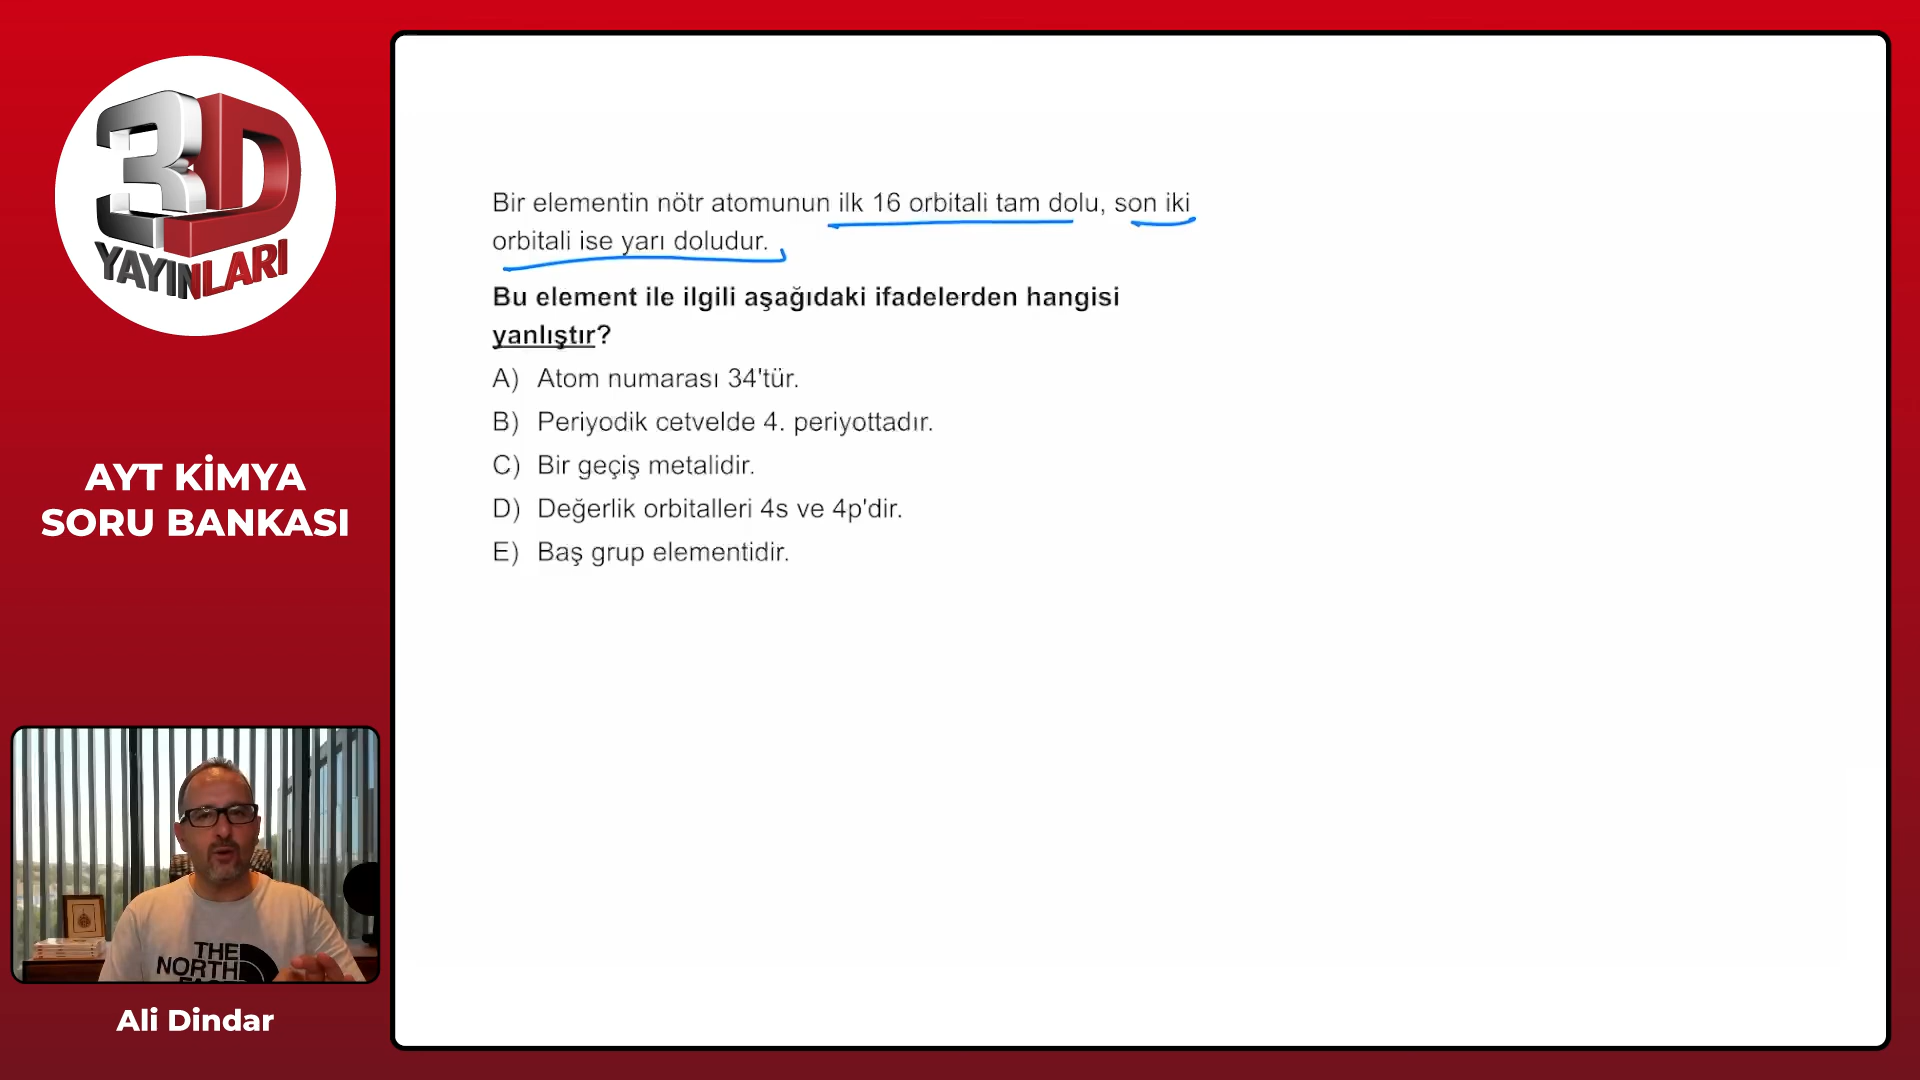 3D
YAYINLARI
AYT KİMYA
SORU BANKASI
Bir elementin nötr atomunun ilk 16 orbitali tam dolu, son iki
orbitali ise yarı doludur.
Bu element ile ilgili aşağıdaki ifadelerden hangisi
yanlıştır?
A) Atom numarası 34'tür.
B) Periyodik cetvelde 4. periyottadır.
C) Bir geçiş metalidir.
D) Değerlik orbitalleri 4s ve 4p'dir.
E) Baş grup elementidir.
THE
NORTH
Ali Dindar